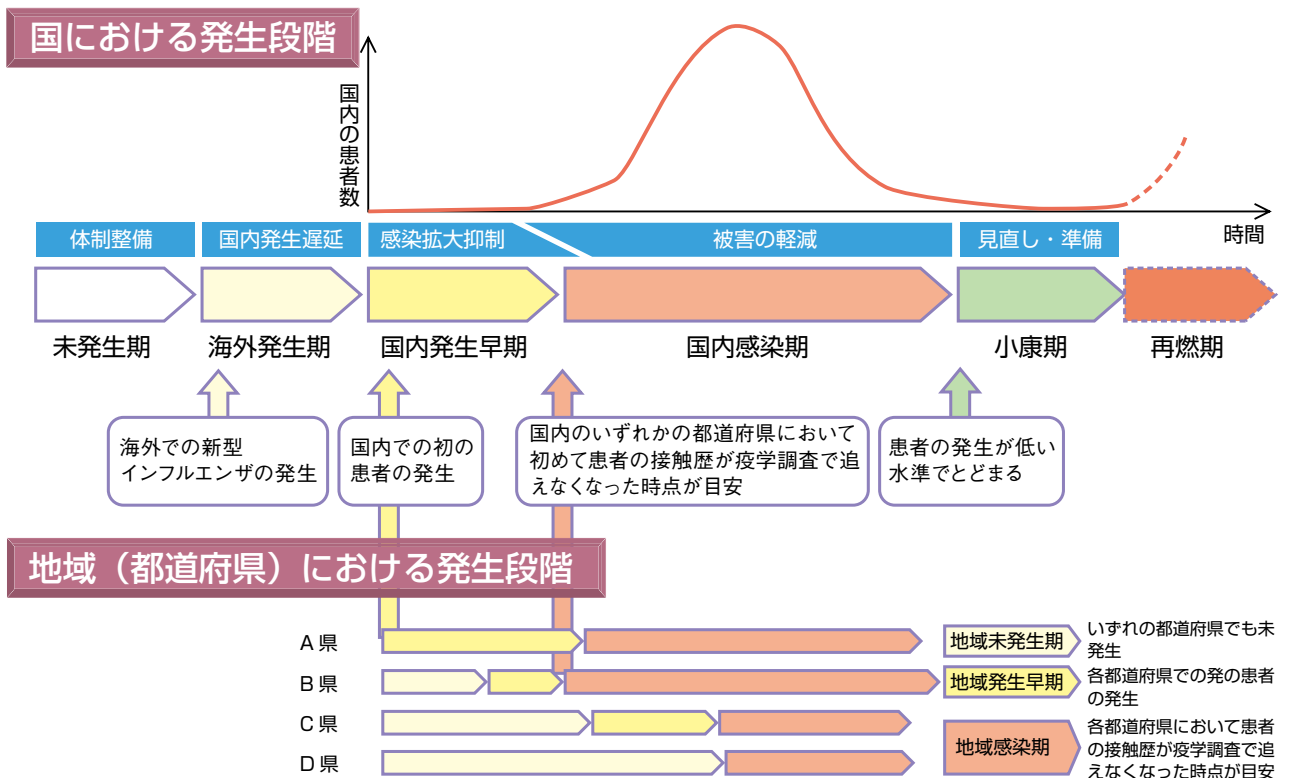 国における発生段階
国内の患者数
時間
体制整備
国内発生遅延
感染拡大抑制
被害の軽減
見直し・準備
未発生期
海外発生期
国内発生早期
国内感染期
小康期
再燃期
海外での新型
インフルエンザの発生
国内での初の
患者の発生
国内のいずれかの都道府県において
初めて患者の接触歴が疫学調査で追
えなくなった時点が目安
患者の発生が低い
水準でとどまる
地域（都道府県）における発生段階
A県
B県
C県
D県
地域未発生期
いずれの都道府県でも未
発生
地域発生早期
各都道府県での発の患者
の発生
地域感染期
各都道府県において患者
の接触歴が疫学調査で追
えなくなった時点が目安